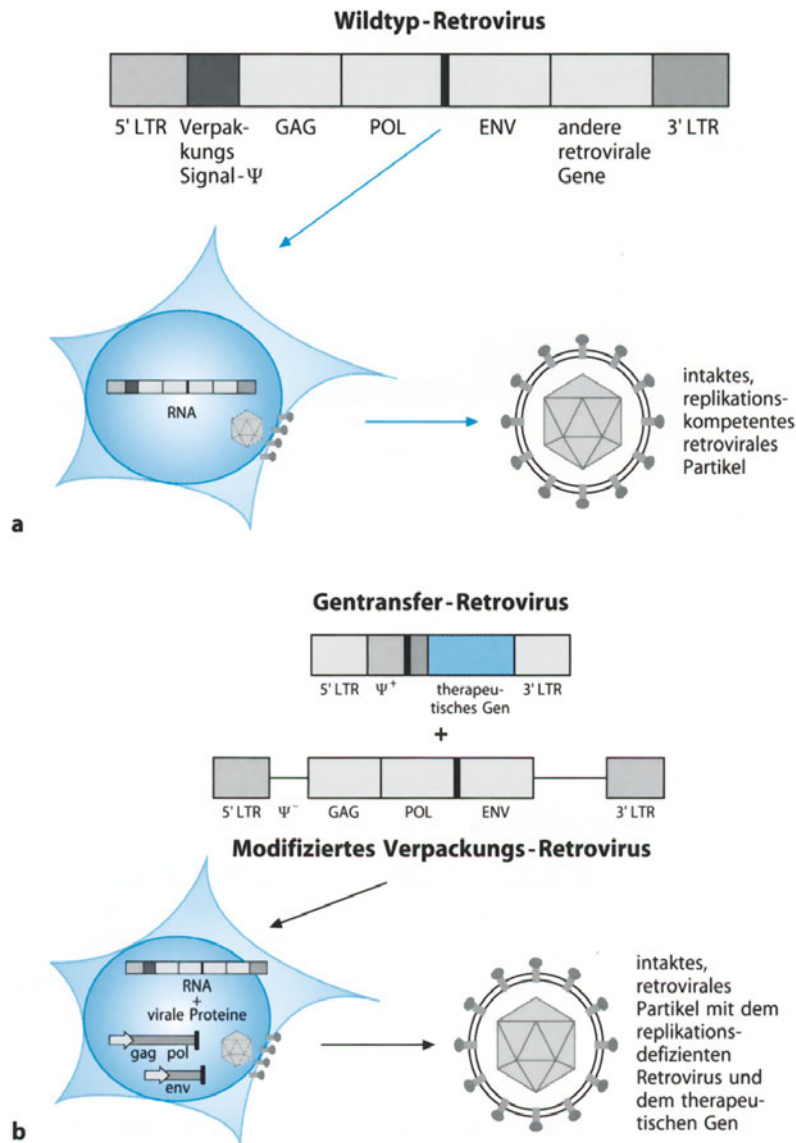 Wildtyp-Retrovirus
5' LTR Verpak- GAG POL ENV andere 3' LTR
kungs retrovirale
Signal-Ψ Gene
RNA
intaktes,
replikations-
kompetentes
retrovirales
Partikel
a
Gentransfer-Retrovirus
5' LTR Ψ+ therapeu- 3' LTR
tisches Gen
+
5' LTR Ψ− GAG POL ENV 3' LTR
Modifiziertes Verpackungs-Retrovirus
RNA
+
virale Proteine
gag pol
env
intaktes,
retrovirales
Partikel mit dem
replikations-
defizienten
Retrovirus und
dem therapeu-
tischen Gen
b